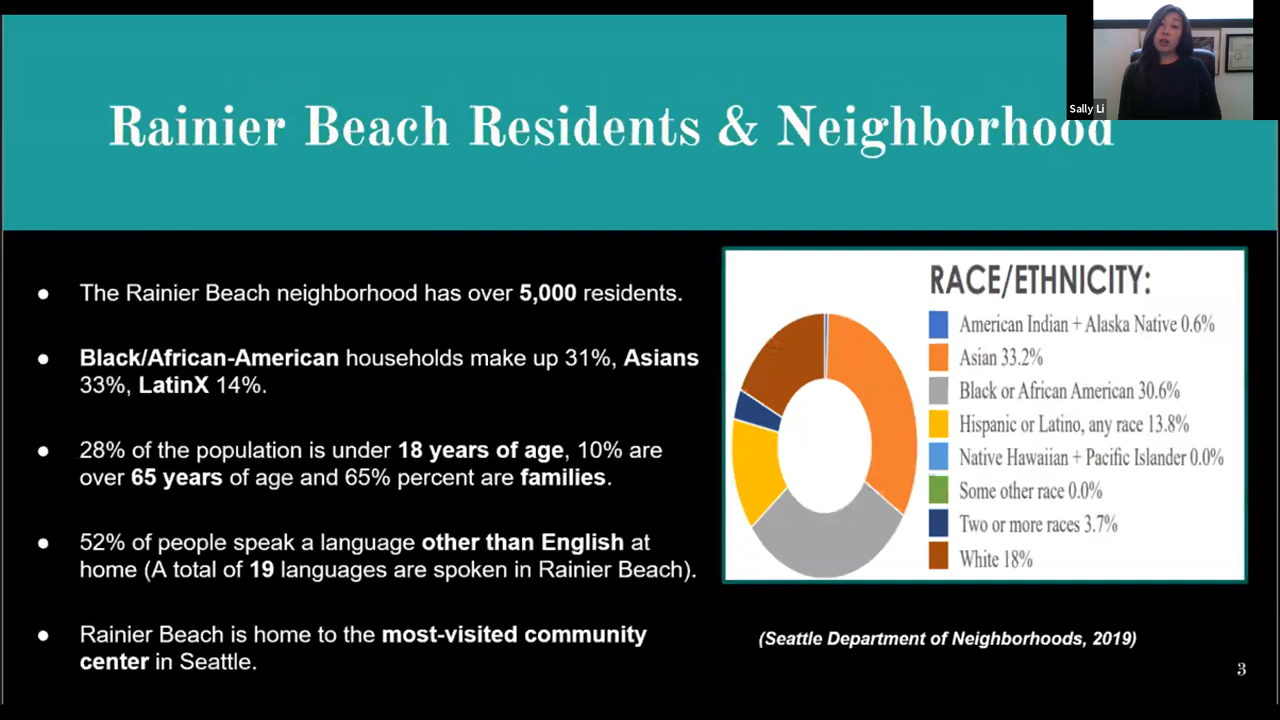 Sally Li
Rainier Beach Residents & Neighborhood
● The Rainier Beach neighborhood has over 5,000 residents.
● Black/African-American households make up 31%, Asians
33%, LatinX 14%.
● 28% of the population is under 18 years of age, 10% are
over 65 years of age and 65% percent are families.
● 52% of people speak a language other than English at
home (A total of 19 languages are spoken in Rainier Beach).
● Rainier Beach is home to the most-visited community
center in Seattle.
RACE/ETHNICITY:
American Indian + Alaska Native 0.6%
Asian 33.2%
Black or African American 30.6%
Hispanic or Latino, any race 13.8%
Native Hawaiian + Pacific Islander 0.0%
Some other race 0.0%
Two or more races 3.7%
White 18%
(Seattle Department of Neighborhoods, 2019)
3